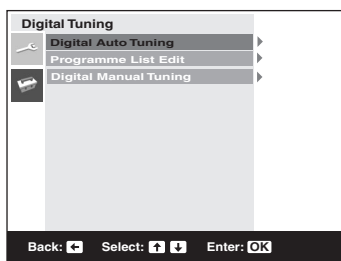 Digital Tuning
Digital Auto Tuning
Programme List Edit
Digital Manual Tuning
Back: Select: Enter: OK